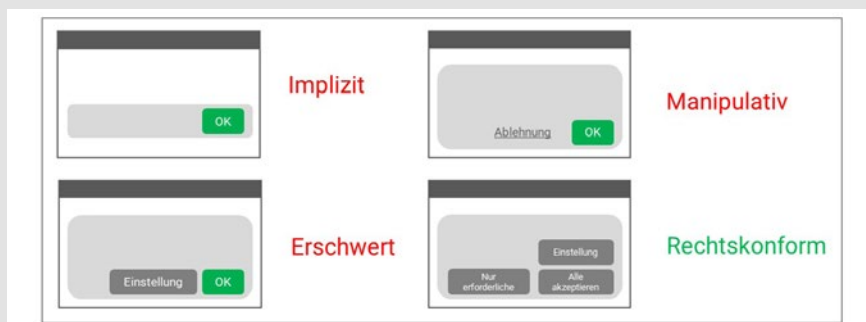 OK
Implizit
Ablehnung OK
Manipulativ
Einstellung OK
Erschwert
Einstellung
Nur
erforderliche
Alle
akzeptieren
Rechtskonform